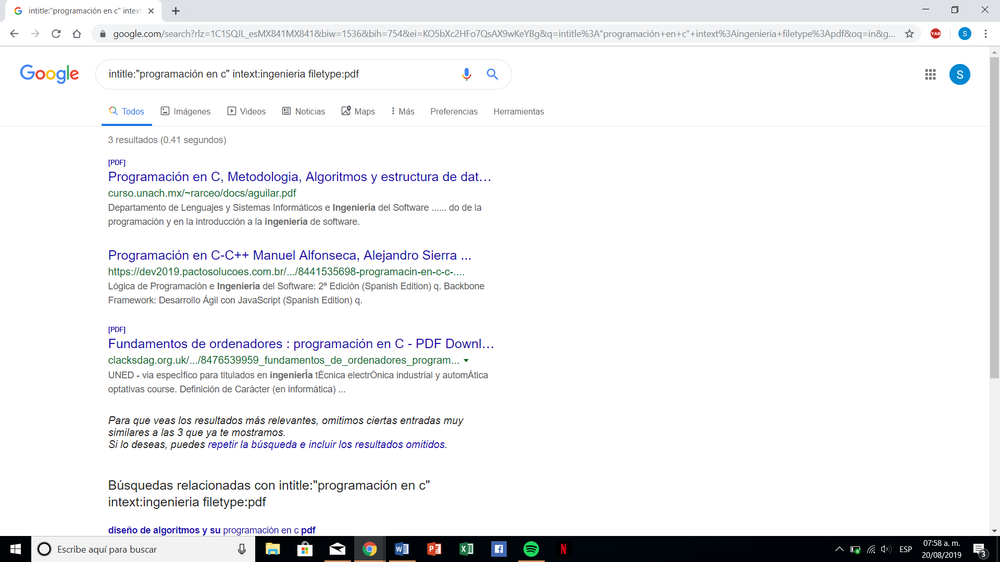 intitle:"programación en c" intext
google.com/search?rlz=1C1SQJL_esMX841MX841&biw=1536&bih=754&ei=KO5bXc2HFo7QsAX9wKeYBg&q=intitle%3A"programación+en+c"+intext%3Aingenieria+filetype%3Apdf&oq=in&g...
YAB
S
Google
intitle:"programación en c" intext:ingenieria filetype:pdf
S
Todos Imágenes Videos Noticias Maps Más Preferencias Herramientas
3 resultados (0.41 segundos)
[PDF]
Programación en C, Metodologia, Algoritmos y estructura de dat...
curso.unach.mx/~rarceo/docs/aguilar.pdf
Departamento de Lenguajes y Sistemas Informáticos e Ingeniería del Software ...... do de la
programación y en la introducción a la ingeniería de software.
Programación en C-C++ Manuel Alfonseca, Alejandro Sierra ...
https://dev2019.pactosolucoes.com.br/.../8441535698-programacin-en-c-c-....
Lógica de Programación e Ingeniería del Software: 2ª Edición (Spanish Edition) q. Backbone
Framework: Desarrollo Ágil con JavaScript (Spanish Edition) q.
[PDF]
Fundamentos de ordenadores : programación en C - PDF Downl...
clacksdag.org.uk/.../8476539959_fundamentos_de_ordenadores_program...
UNED - via especÍfico para titulados en ingenierÍa tÉcnica electrÓnica industrial y automÁtica
optativas course. Definición de Carácter (en informática) ...
Para que veas los resultados más relevantes, omitimos ciertas entradas muy
similares a las 3 que ya te mostramos.
Si lo deseas, puedes repetir la búsqueda e incluir los resultados omitidos.
Búsquedas relacionadas con intitle:"programación en c"
intext:ingenieria filetype:pdf
diseño de algoritmos y su programación en c pdf
Escribe aquí para buscar
ESP
07:58 a. m.
20/08/2019
3